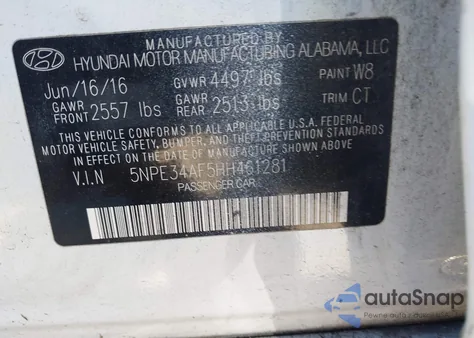 MANUFACTURED BY
HYUNDAI MOTOR MANUFACTURING ALABAMA, LLC
Jun/16/16 GVWR 4497 lbs PAINT W8
GAWR FRONT 2557 lbs GAWR REAR 2513 lbs TRIM CT
THIS VEHICLE CONFORMS TO ALL APPLICABLE U.S.A FEDERAL
MOTOR VEHICLE SAFETY, BUMPER, AND THEFT PREVENTION STANDARDS
IN EFFECT ON THE DATE OF MANUFACTURE SHOWN ABOVE.
V.I.N 5NPE34AF5HH461281
PASSENGER CAR
autoSnap
Pewne auto z